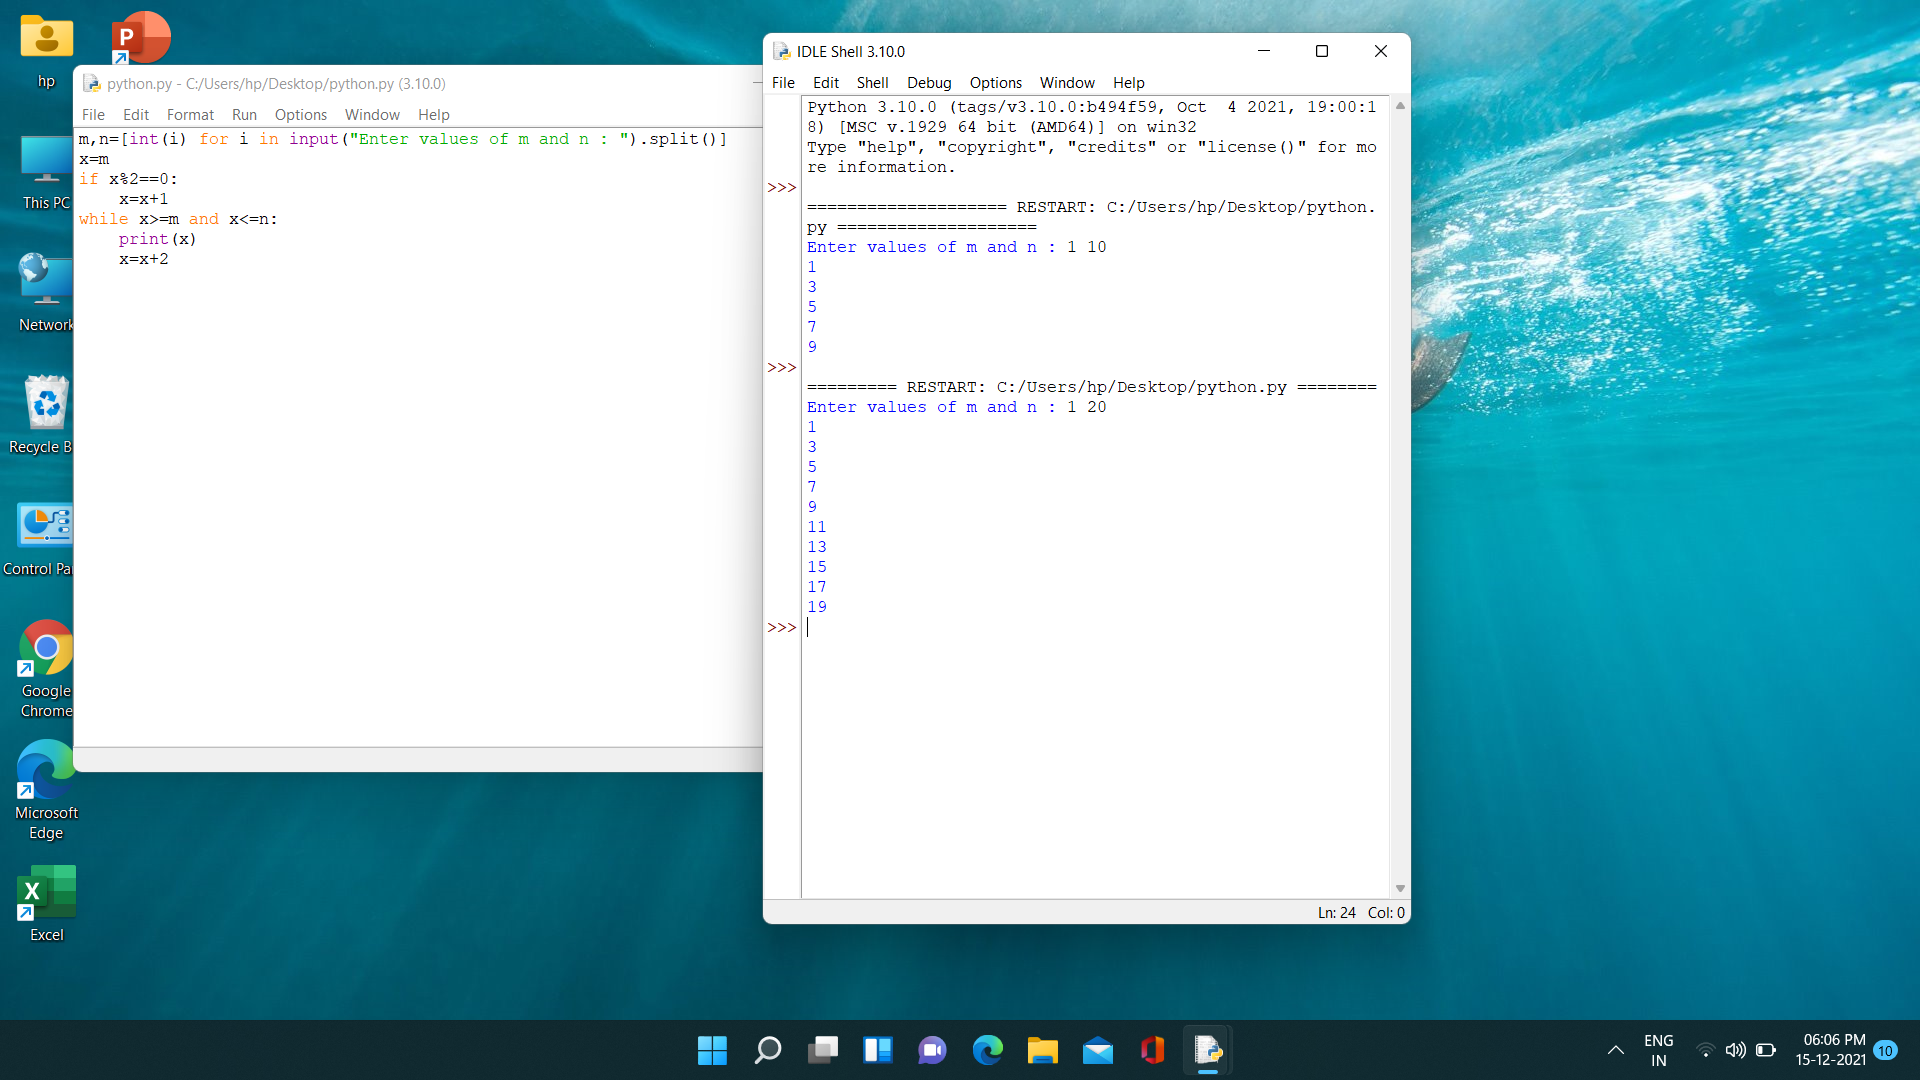 hp
This PC
Network
Recycle B
Control Pa
Google
Chrome
Microsoft
Edge
X
Excel
P
python.py - C:/Users/hp/Desktop/python.py (3.10.0)
File Edit Format Run Options Window Help
m,n=[int(i) for i in input("Enter values of m and n : ").split()]
x=m
if x%2==0:
    x=x+1
while x>=m and x<=n:
    print(x)
    x=x+2
IDLE Shell 3.10.0
File Edit Shell Debug Options Window Help
Python 3.10.0 (tags/v3.10.0:b494f59, Oct  4 2021, 19:00:1
8) [MSC v.1929 64 bit (AMD64)] on win32
Type "help", "copyright", "credits" or "license()" for mo
re information.
>>>
==================== RESTART: C:/Users/hp/Desktop/python.
py ====================
Enter values of m and n : 1 10
1
3
5
7
9
>>>
========= RESTART: C:/Users/hp/Desktop/python.py ========
Enter values of m and n : 1 20
1
3
5
7
9
11
13
15
17
19
>>>
Ln: 24 Col: 0
ENG
IN
06:06 PM
15-12-2021
10